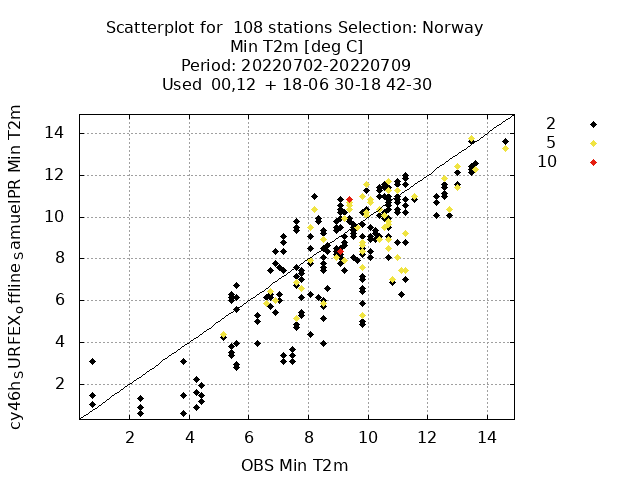 Scatterplot for  108 stations Selection: Norway
Min T2m [deg C]
Period: 20220702-20220709
Used  00,12  + 18-06 30-18 42-30
cy46h_sURFEX_offline_samuelPR Min T2m
14
12
10
8
6
4
2
2 4 6 8 10 12 14
OBS Min T2m
2
5
10